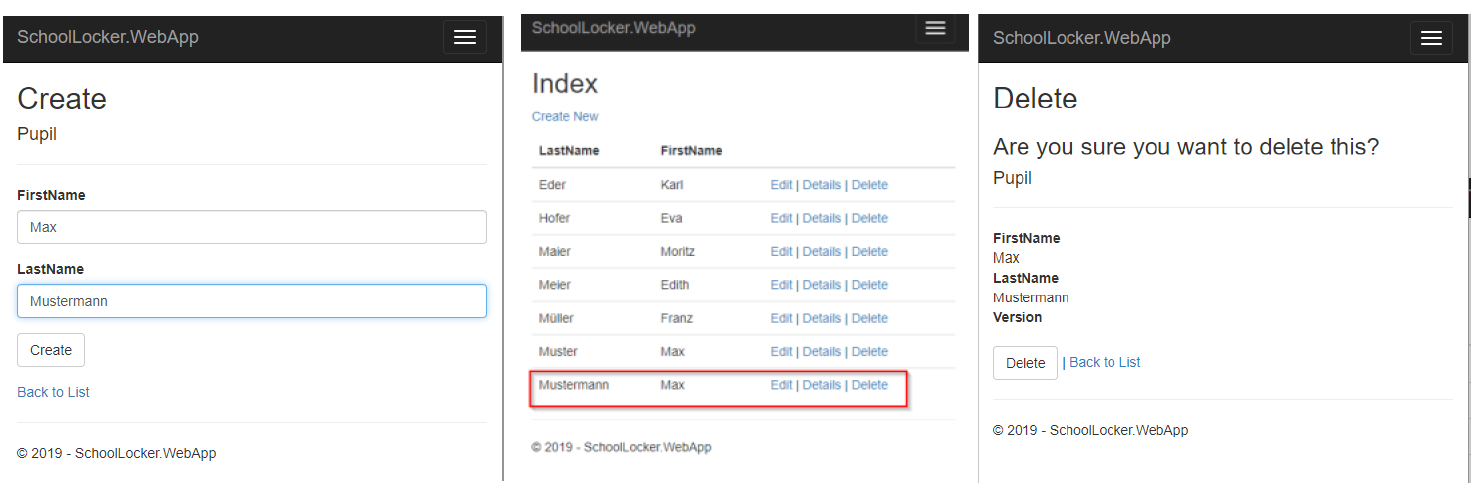 SchoolLocker.WebApp
Create
Pupil
FirstName
Max
LastName
Mustermann
Create
Back to List
© 2019 - SchoolLocker.WebApp
SchoolLocker.WebApp
Index
Create New
LastName FirstName
Eder Karl Edit | Details | Delete
Hofer Eva Edit | Details | Delete
Maier Moritz Edit | Details | Delete
Meier Edith Edit | Details | Delete
Müller Franz Edit | Details | Delete
Muster Max Edit | Details | Delete
Mustermann Max Edit | Details | Delete
© 2019 - SchoolLocker.WebApp
SchoolLocker.WebApp
Delete
Are you sure you want to delete this?
Pupil
FirstName
Max
LastName
Mustermann
Version
Delete | Back to List
© 2019 - SchoolLocker.WebApp